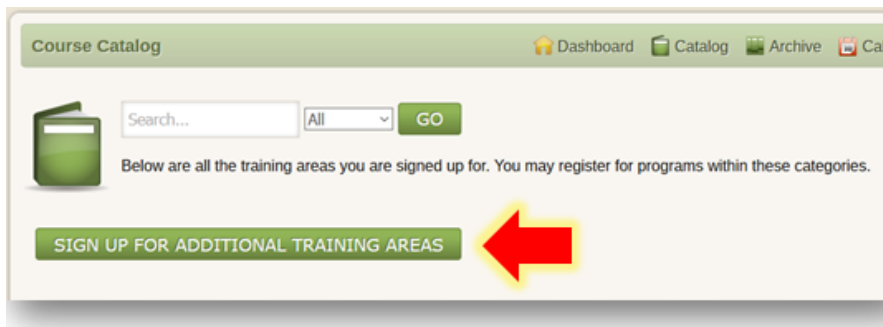 Course Catalog Dashboard Catalog Archive Ca
Search... All GO
Below are all the training areas you are signed up for. You may register for programs within these categories.
SIGN UP FOR ADDITIONAL TRAINING AREAS